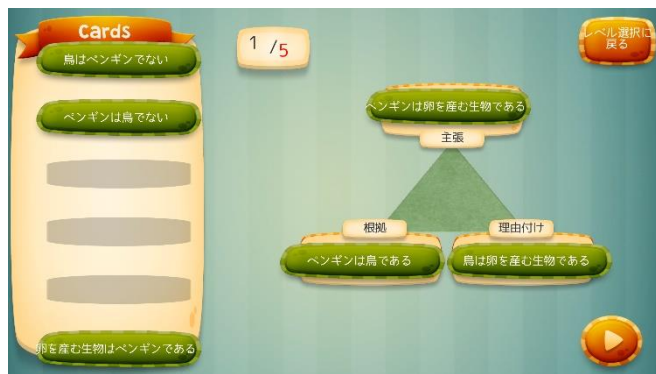 Cards
鳥はペンギンでない
ペンギンは鳥でない
卵を産む生物はペンギンである
1 /5
レベル選択に
戻る
ペンギンは卵を産む生物である
主張
根拠
理由付け
ペンギンは鳥である
鳥は卵を産む生物である